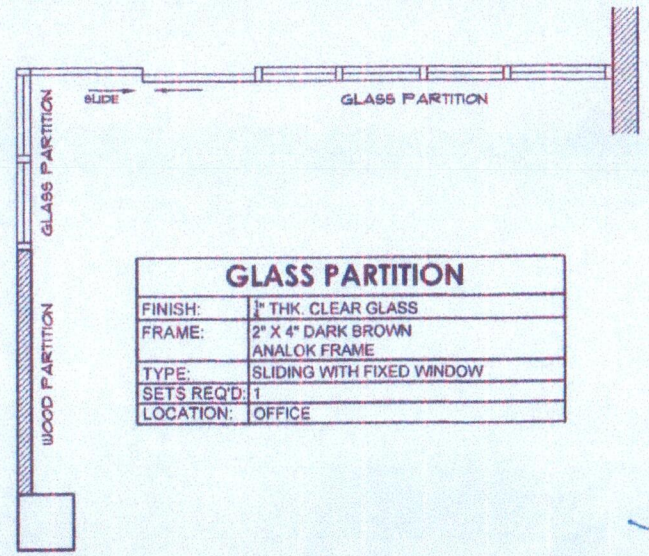 SLIDE
GLASS PARTITION
GLASS PARTITION
WOOD PARTITION
GLASS PARTITION
FINISH: ¼" THK. CLEAR GLASS
FRAME: 2" X 4" DARK BROWN
ANALOK FRAME
TYPE: SLIDING WITH FIXED WINDOW
SETS REQ'D: 1
LOCATION: OFFICE